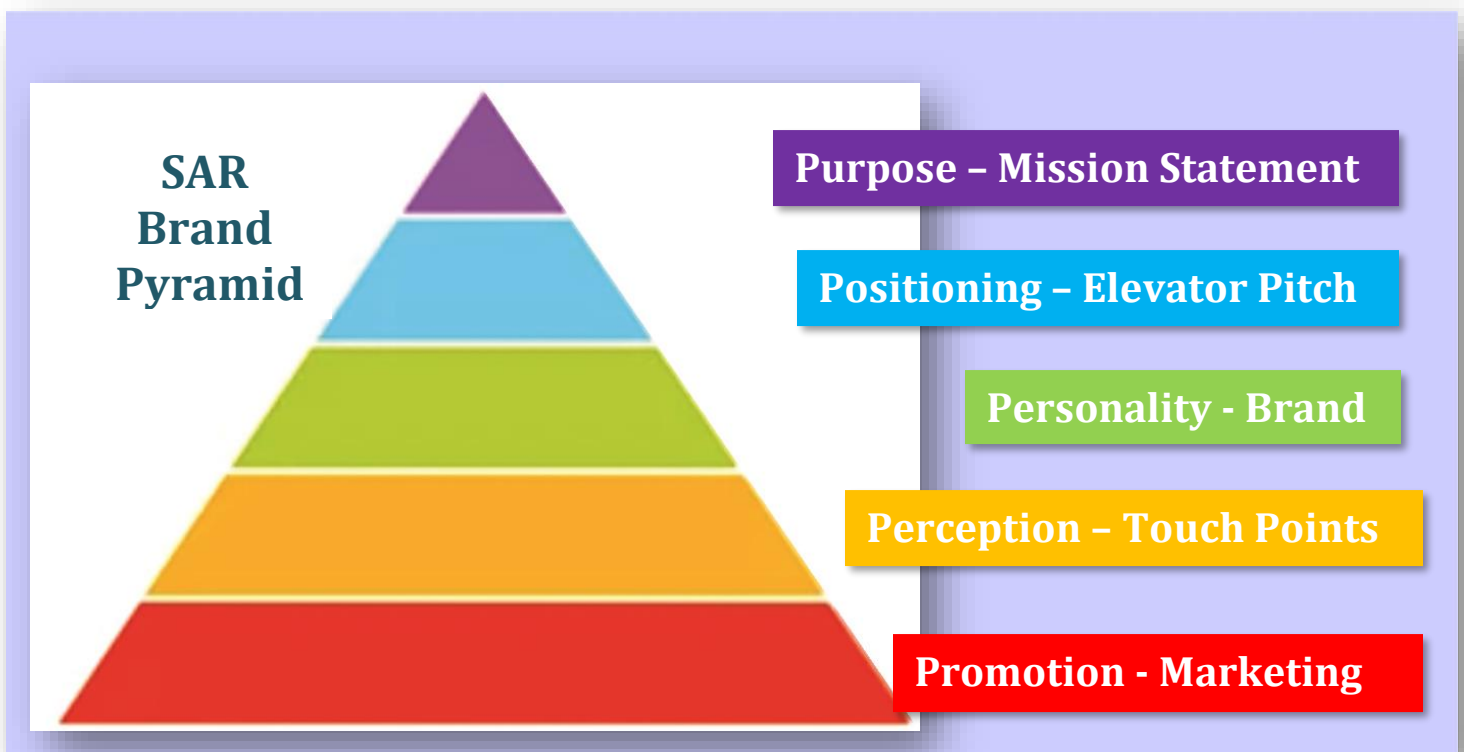 SAR
Brand
Pyramid
Purpose – Mission Statement
Positioning – Elevator Pitch
Personality - Brand
Perception – Touch Points
Promotion - Marketing